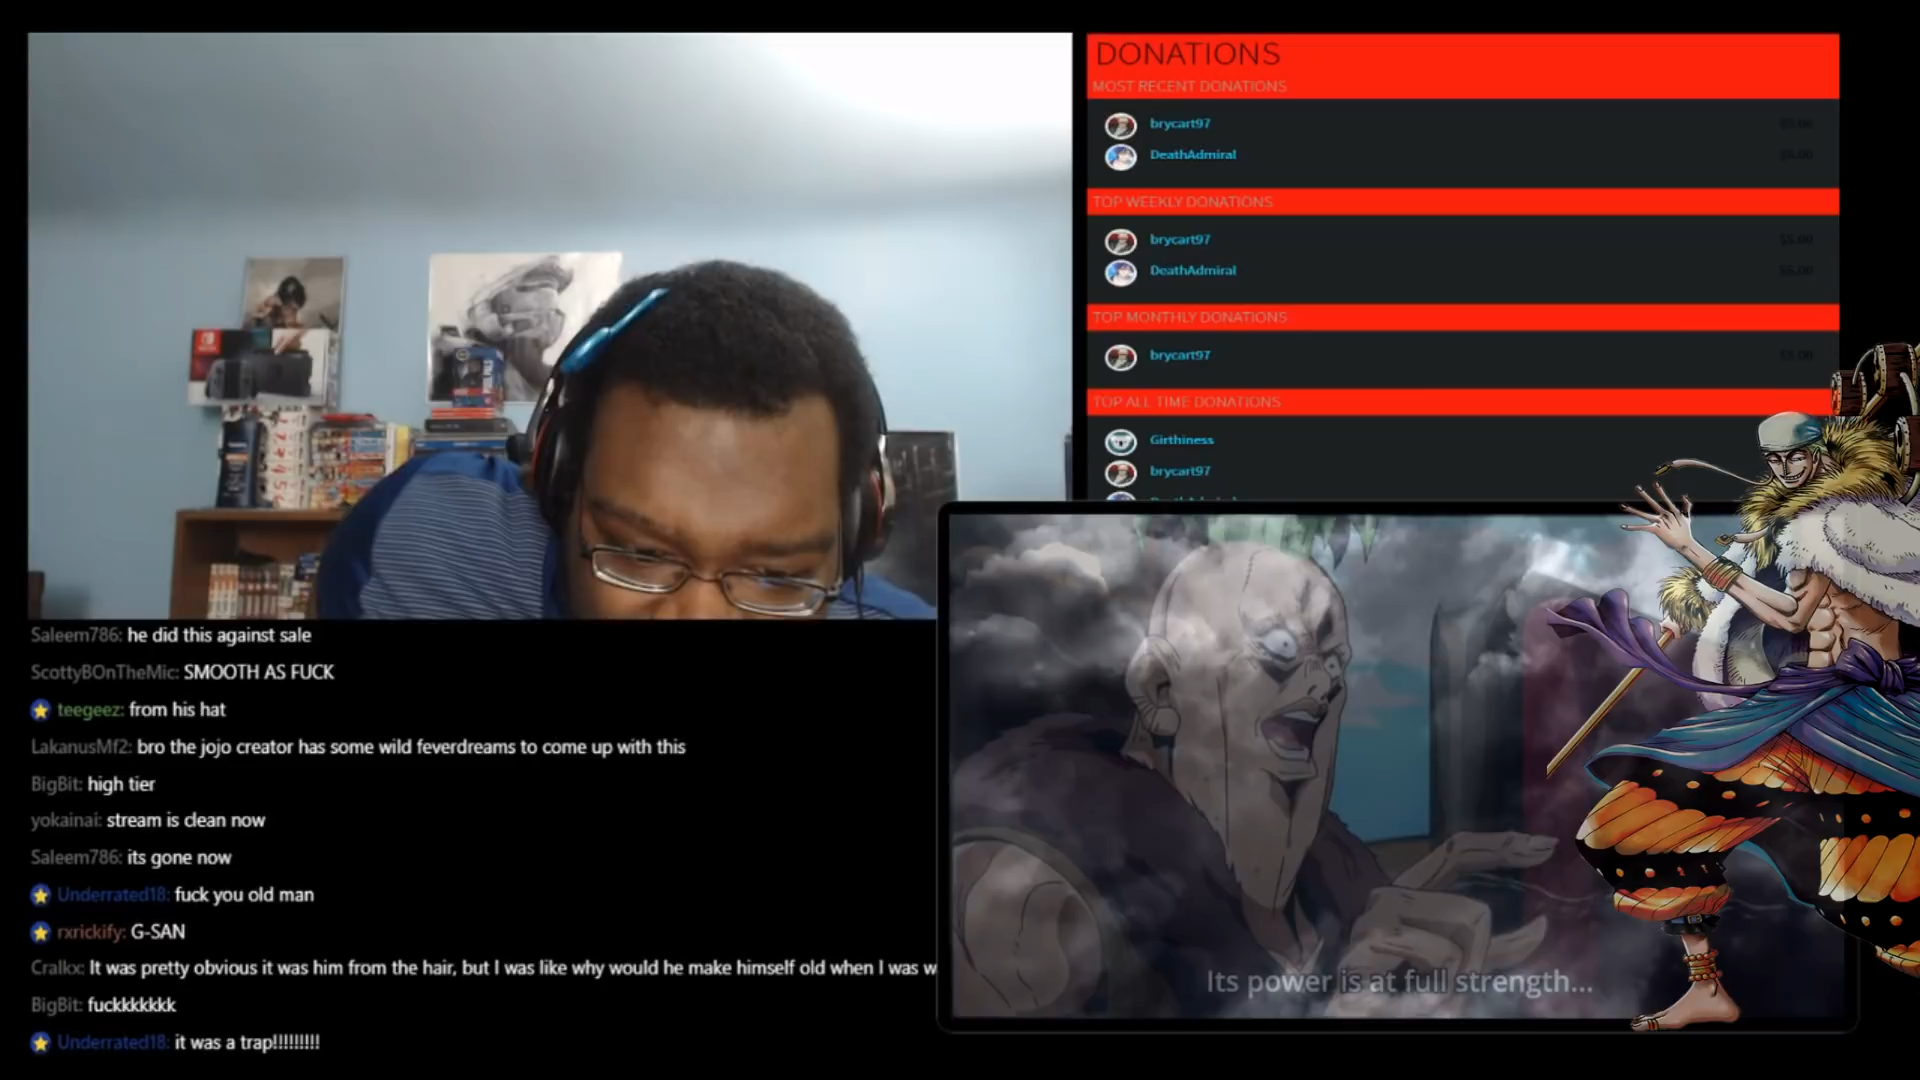 DONATIONS
MOST RECENT DONATIONS
brycart97
DeathAdmiral
TOP WEEKLY DONATIONS
brycart97 $5.00
DeathAdmiral $5.00
TOP MONTHLY DONATIONS
brycart97
TOP ALL TIME DONATIONS
Girthiness
brycart97
Saleem786: he did this against sale
ScottyBOnTheMic: SMOOTH AS FUCK
teegeez: from his hat
LakanusMf2: bro the jojo creator has some wild feverdreams to come up with this
BigBit: high tier
yokainai: stream is clean now
Saleem786: its gone now
Underrated18: fuck you old man
rxrickify: G-SAN
Cralkx: It was pretty obvious it was him from the hair, but I was like why would he make himself old when I was w
BigBit: fuckkkkkkk
Underrated18: it was a trap!!!!!!!!!
Its power is at full strength...